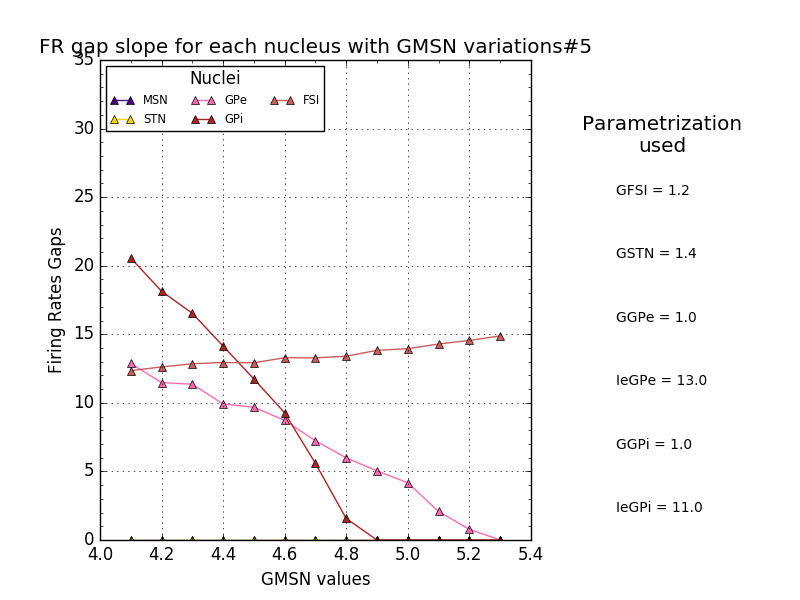 FR gap slope for each nucleus with GMSN variations#5
35
30
25
20
15
10
5
0
Firing Rates Gaps
Nuclei
MSN
GPe
FSI
STN
GPi
4.0
4.2
4.4
4.6
4.8
5.0
5.2
5.4
GMSN values
Parametrization
used
GFSI = 1.2
GSTN = 1.4
GGPe = 1.0
IeGPe = 13.0
GGPi = 1.0
IeGPi = 11.0